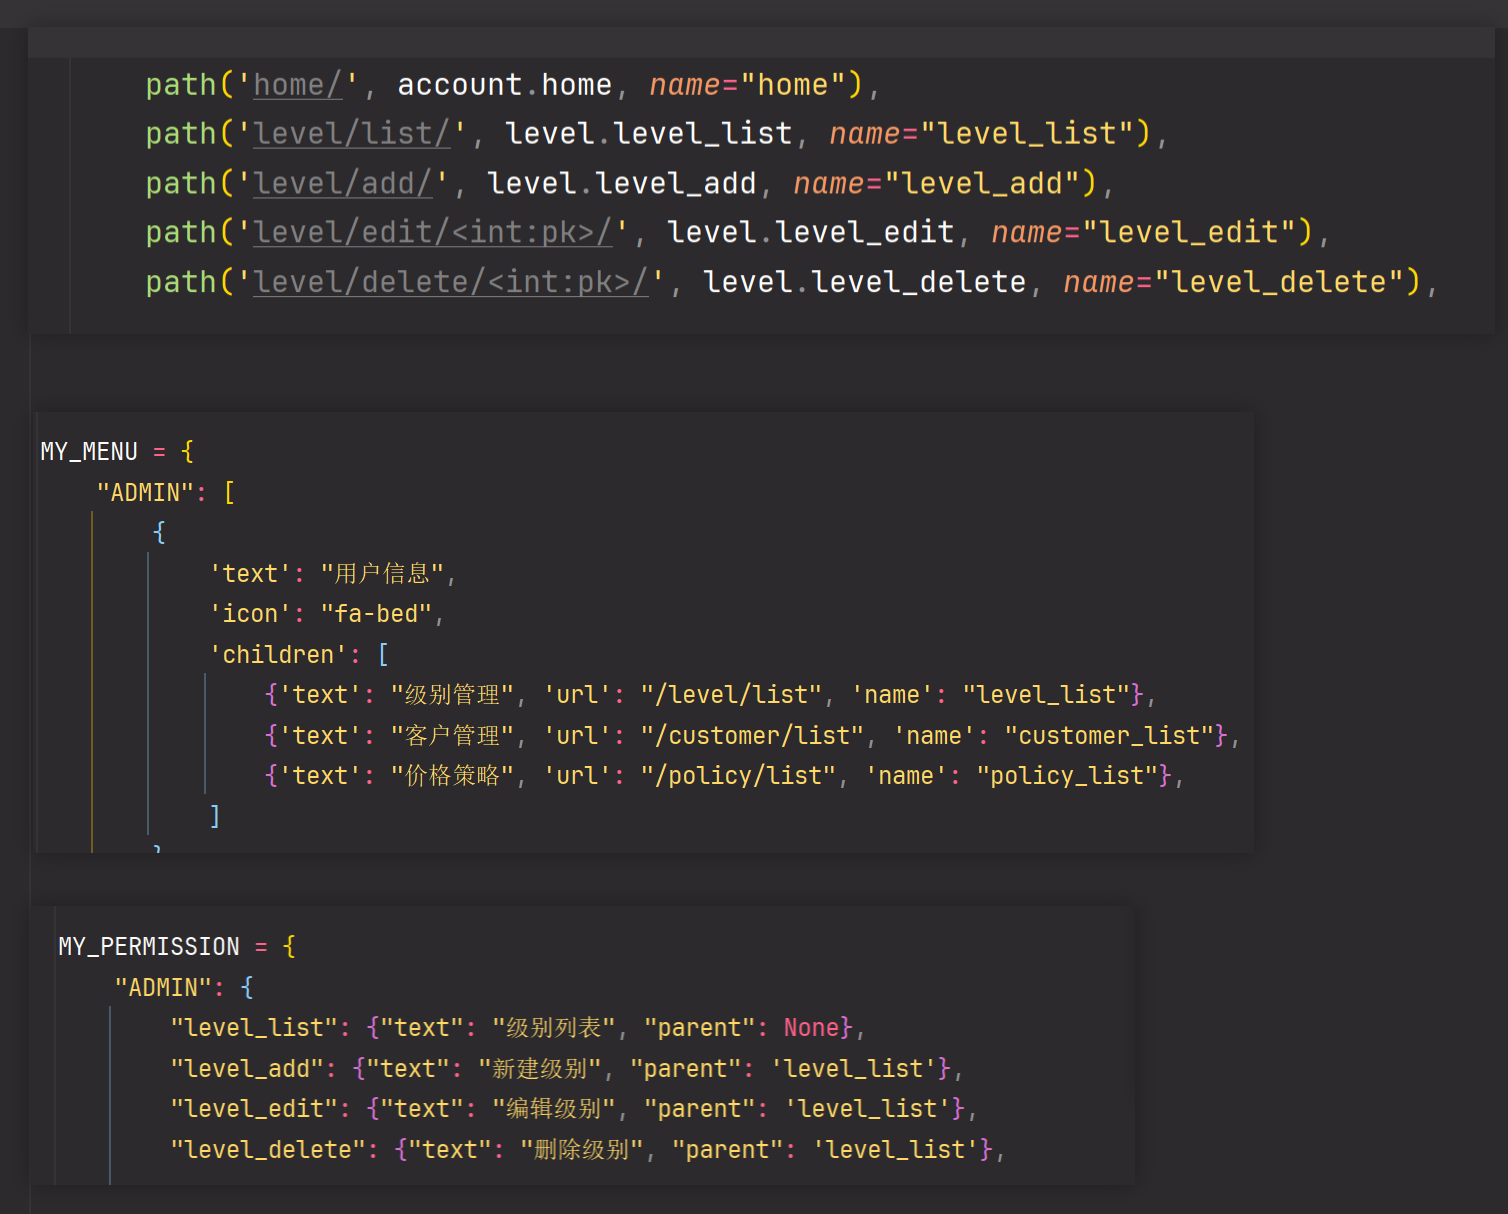 path('home/', account.home, name="home"),
path('level/list/', level.level_list, name="level_list"),
path('level/add/', level.level_add, name="level_add"),
path('level/edit/<int:pk>/', level.level_edit, name="level_edit"),
path('level/delete/<int:pk>/', level.level_delete, name="level_delete"),
MY_MENU = {
"ADMIN": [
{
'text': "用户信息",
'icon': "fa-bed",
'children': [
{'text': "级别管理", 'url': "/level/list", 'name': "level_list"},
{'text': "客户管理", 'url': "/customer/list", 'name': "customer_list"},
{'text': "价格策略", 'url': "/policy/list", 'name': "policy_list"},
]
MY_PERMISSION = {
"ADMIN": {
"level_list": {"text": "级别列表", "parent": None},
"level_add": {"text": "新建级别", "parent": 'level_list'},
"level_edit": {"text": "编辑级别", "parent": 'level_list'},
"level_delete": {"text": "删除级别", "parent": 'level_list'},